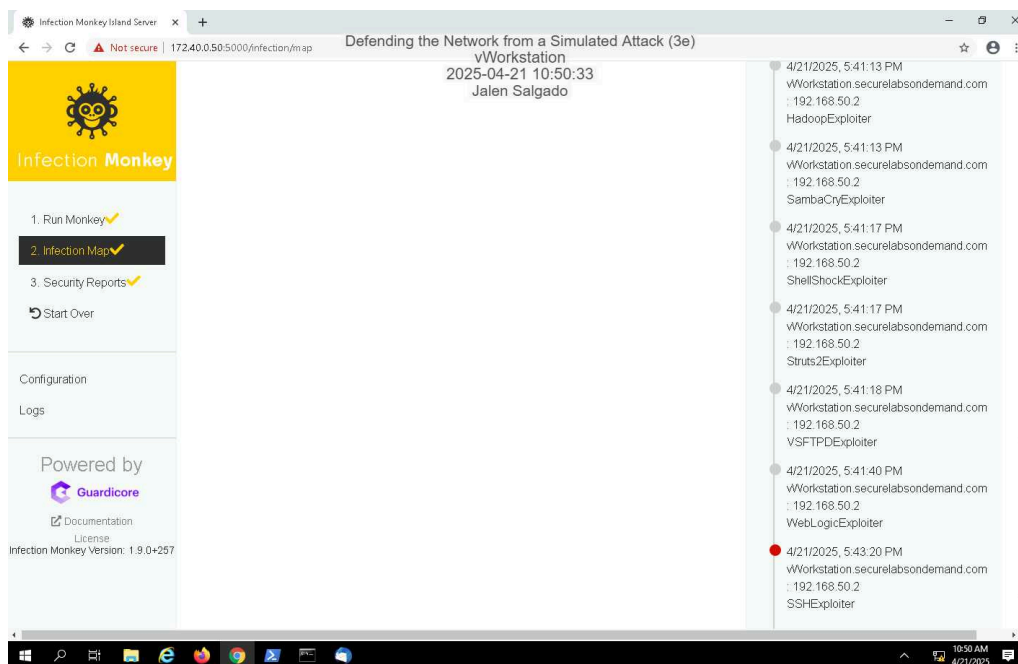 Infection Monkey Island Server
Not secure | 172.40.0.50:5000/infection/map
Defending the Network from a Simulated Attack (3e)
vWorkstation
2025-04-21 10:50:33
Jalen Salgado
Infection Monkey
1. Run Monkey
2. Infection Map
3. Security Reports
Start Over
Configuration
Logs
Powered by
Guardicore
Documentation
License
Infection Monkey Version: 1.9.0+257
4/21/2025, 5:41:13 PM
vWorkstation.securelabsondemand.com
: 192.168.50.2
HadoopExploiter
4/21/2025, 5:41:13 PM
vWorkstation.securelabsondemand.com
: 192.168.50.2
SambaCryExploiter
4/21/2025, 5:41:17 PM
vWorkstation.securelabsondemand.com
: 192.168.50.2
ShellShockExploiter
4/21/2025, 5:41:17 PM
vWorkstation.securelabsondemand.com
: 192.168.50.2
Struts2Exploiter
4/21/2025, 5:41:18 PM
vWorkstation.securelabsondemand.com
: 192.168.50.2
VSFTPDExploiter
4/21/2025, 5:41:40 PM
vWorkstation.securelabsondemand.com
: 192.168.50.2
WebLogicExploiter
4/21/2025, 5:43:20 PM
vWorkstation.securelabsondemand.com
: 192.168.50.2
SSHExploiter
10:50 AM
4/21/2025